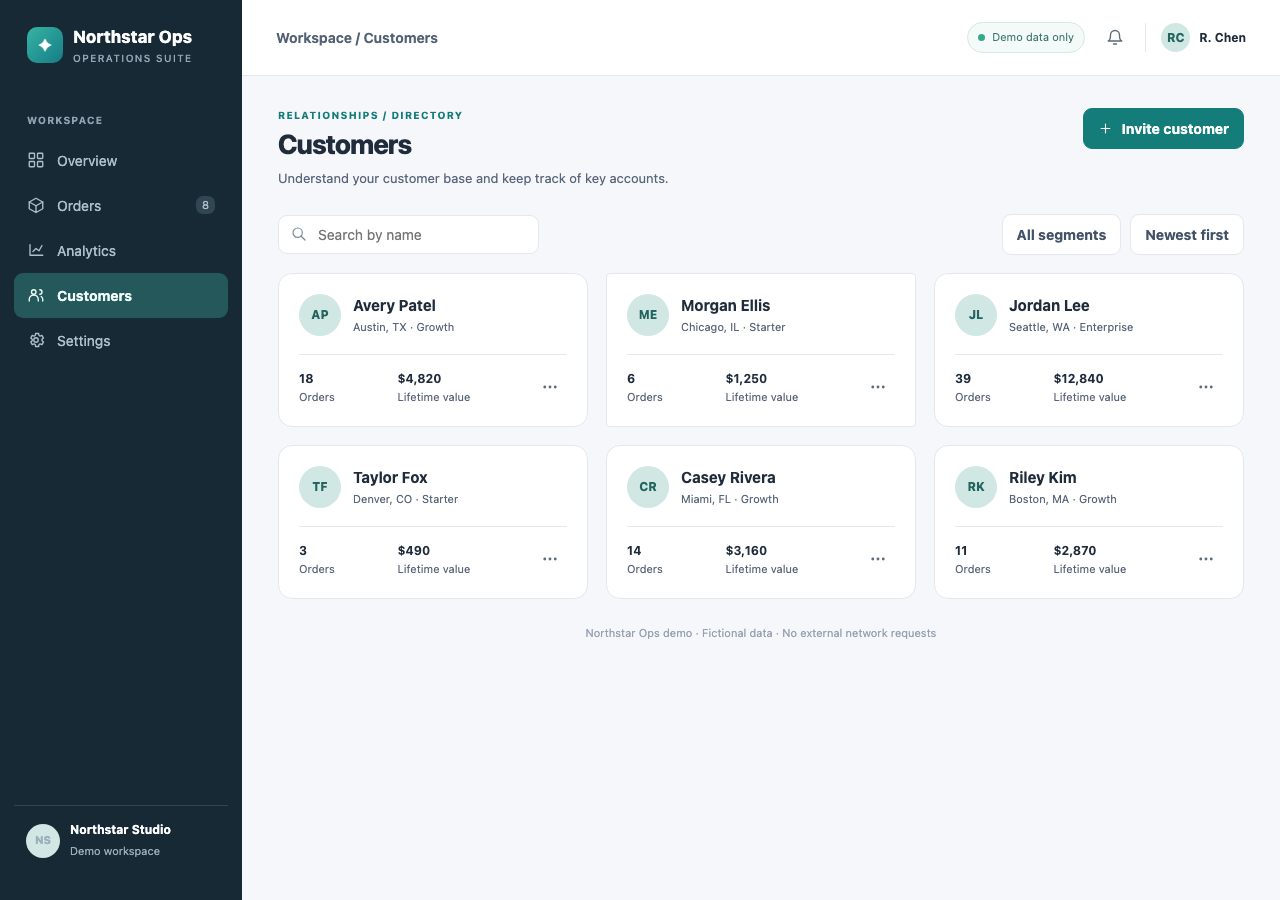 Northstar Ops
OPERATIONS SUITE
WORKSPACE
Overview
Orders 8
Analytics
Customers
Settings
NS
Northstar Studio
Demo workspace
Workspace / Customers
Demo data only
RC
R. Chen
RELATIONSHIPS / DIRECTORY
Customers
Understand your customer base and keep track of key accounts.
+ Invite customer
Search by name
All segments
Newest first
AP
Avery Patel
Austin, TX · Growth
18
Orders
$4,820
Lifetime value
ME
Morgan Ellis
Chicago, IL · Starter
6
Orders
$1,250
Lifetime value
JL
Jordan Lee
Seattle, WA · Enterprise
39
Orders
$12,840
Lifetime value
TF
Taylor Fox
Denver, CO · Starter
3
Orders
$490
Lifetime value
CR
Casey Rivera
Miami, FL · Growth
14
Orders
$3,160
Lifetime value
RK
Riley Kim
Boston, MA · Growth
11
Orders
$2,870
Lifetime value
Northstar Ops demo · Fictional data · No external network requests